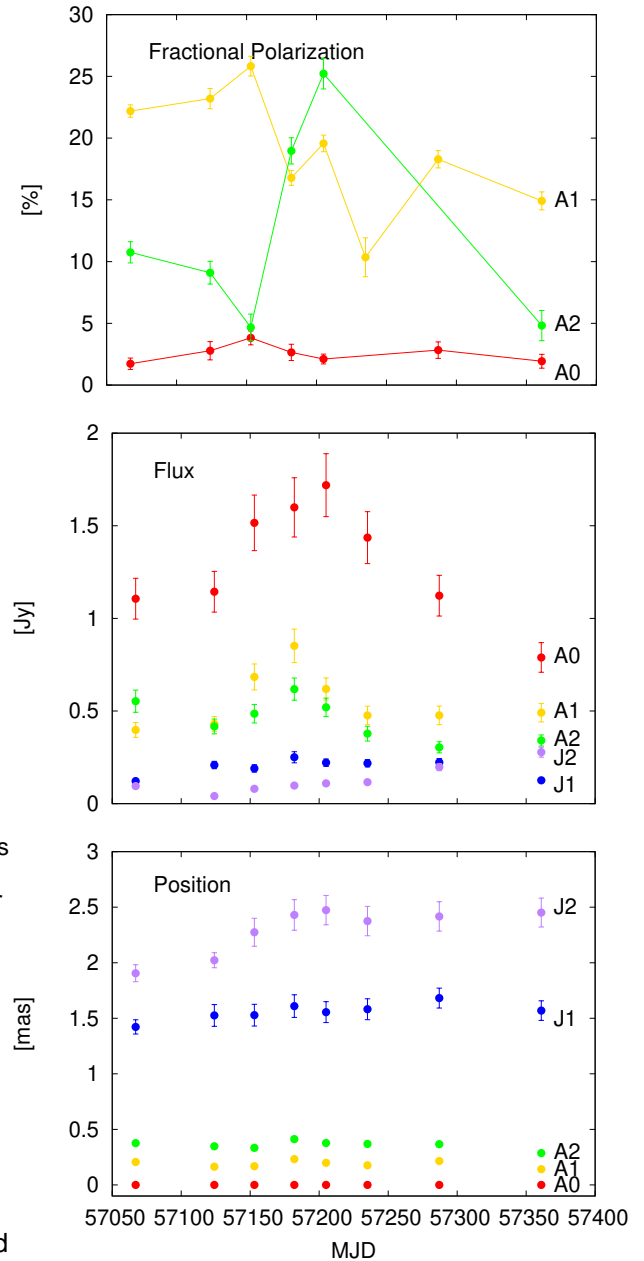 30
Fractional Polarization
25
20
[%]
15
A1
10
5
A2
0
A0
2
Flux
1.5
[Jy]
1
A0
0.5
A1
A2
J2
J1
0
s
3
Position
2.5
J2
2
[mas]
1.5
J1
1
0.5
A2
A1
0
A0
57050 57100 57150 57200 57250 57300 57350 57400
d
MJD